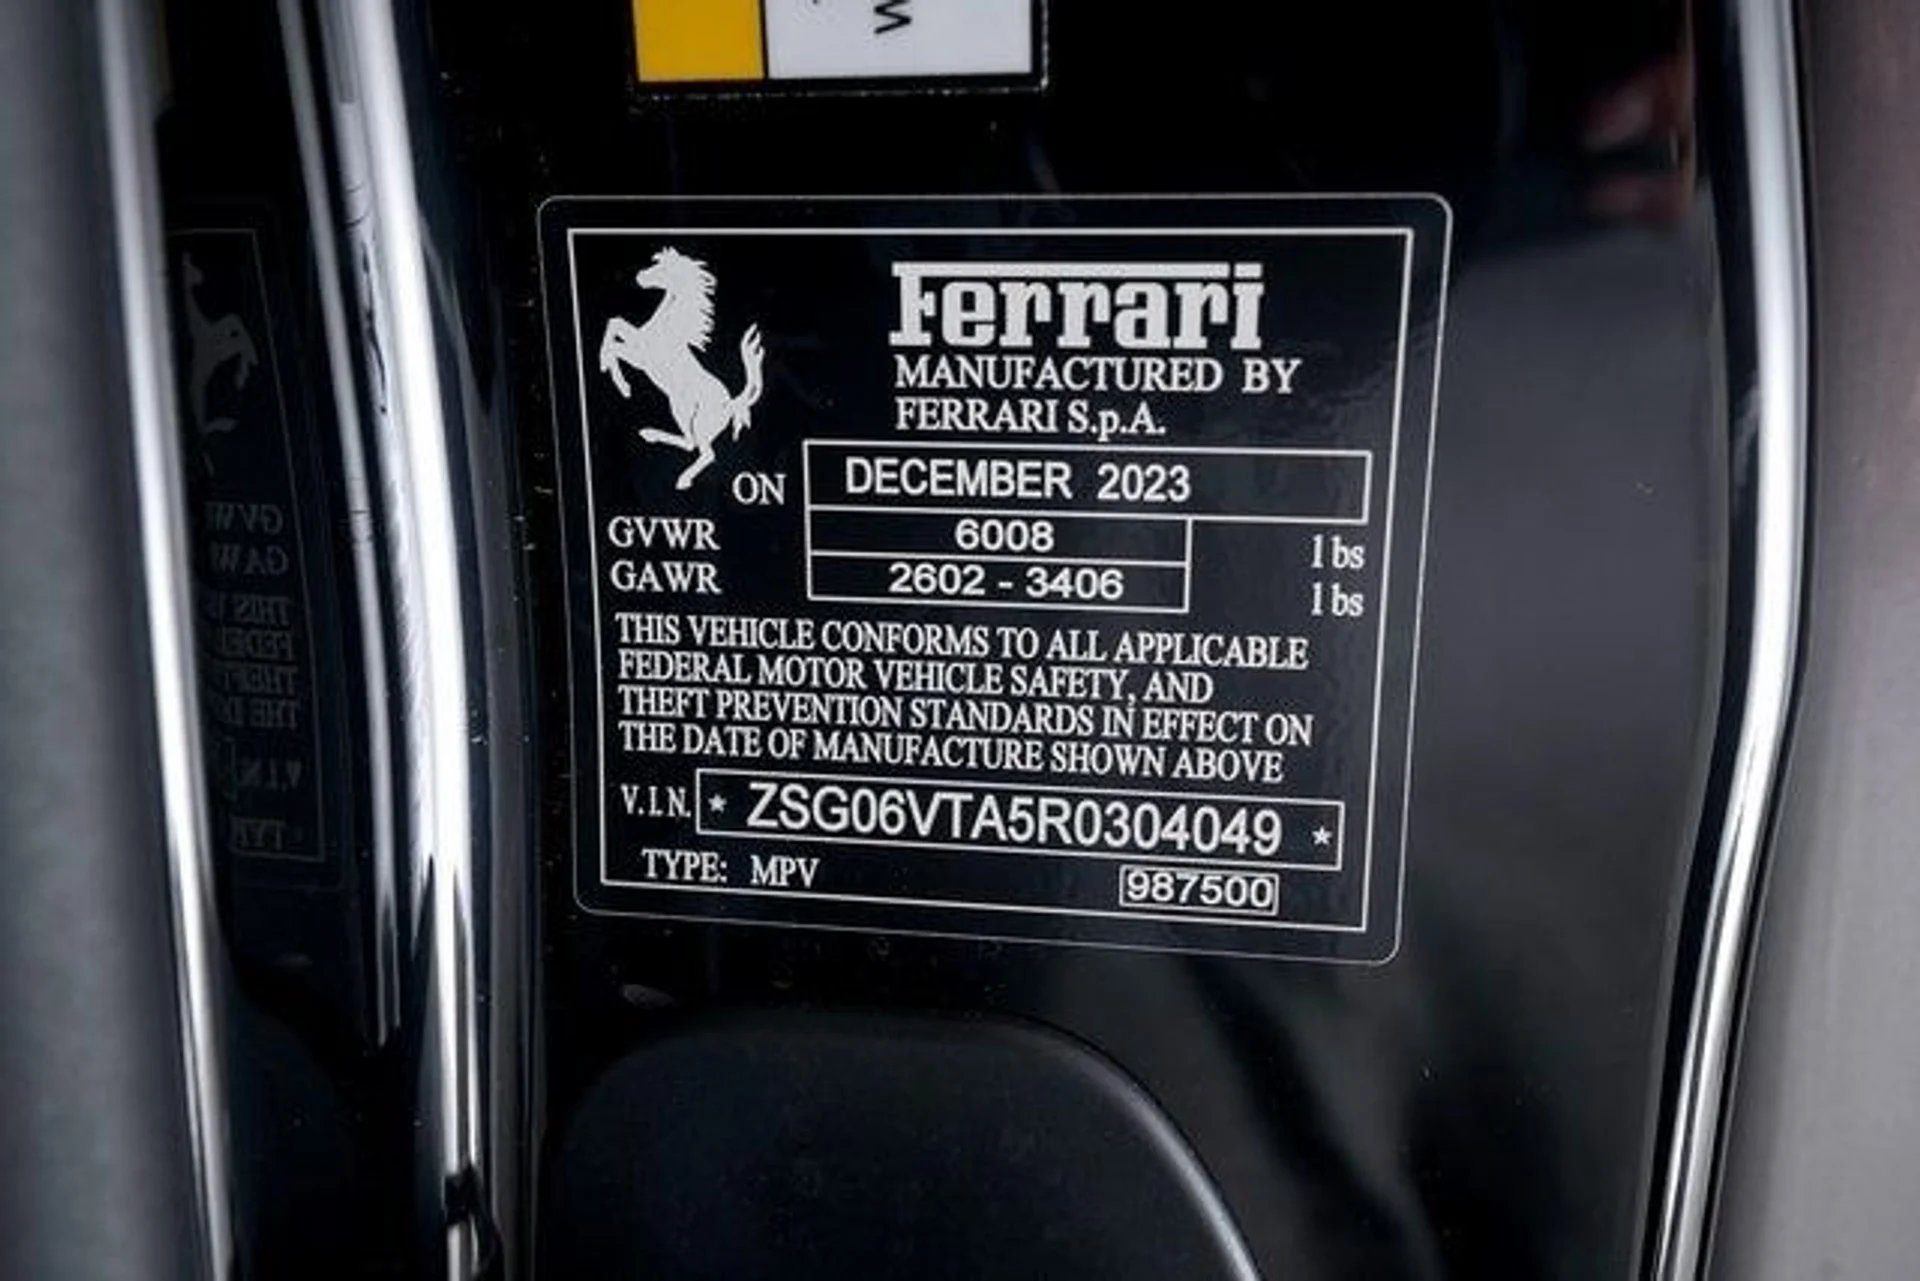 W
Ferrari
MANUFACTURED BY
FERRARI S.p.A.
ON DECEMBER 2023
GVWR 6008 lbs
GAWR 2602 - 3406 lbs
THIS VEHICLE CONFORMS TO ALL APPLICABLE
FEDERAL MOTOR VEHICLE SAFETY, AND
THEFT PREVENTION STANDARDS IN EFFECT ON
THE DATE OF MANUFACTURE SHOWN ABOVE
V.I.N. * ZSG06VTA5R0304049 *
TYPE: MPV 987500